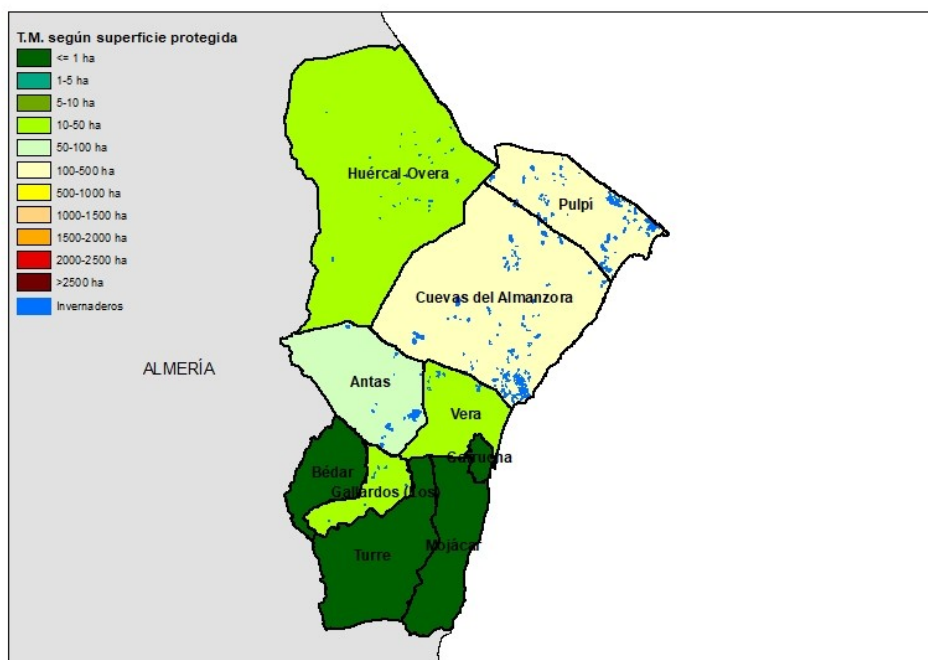 T.M. según superficie protegida
<= 1 ha
1-5 ha
5-10 ha
10-50 ha
50-100 ha
100-500 ha
500-1000 ha
1000-1500 ha
1500-2000 ha
2000-2500 ha
>2500 ha
Invernaderos
Huércal-Overa
Pulpí
Cuevas del Almanzora
ALMERÍA
Antas
Vera
Garrucha
Bédar
Gallardos (Los)
Mojácar
Turre